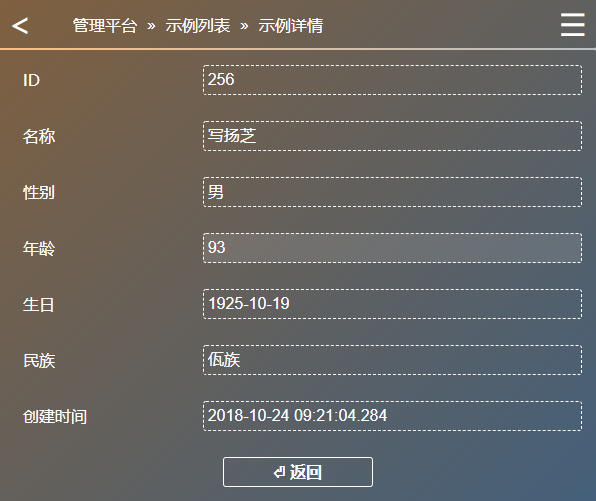 < 管理平台 » 示例列表 » 示例详情 ☰
ID 256
名称 写扬芝
性别 男
年龄 93
生日 1925-10-19
民族 佤族
创建时间 2018-10-24 09:21:04.284
⏎ 返回